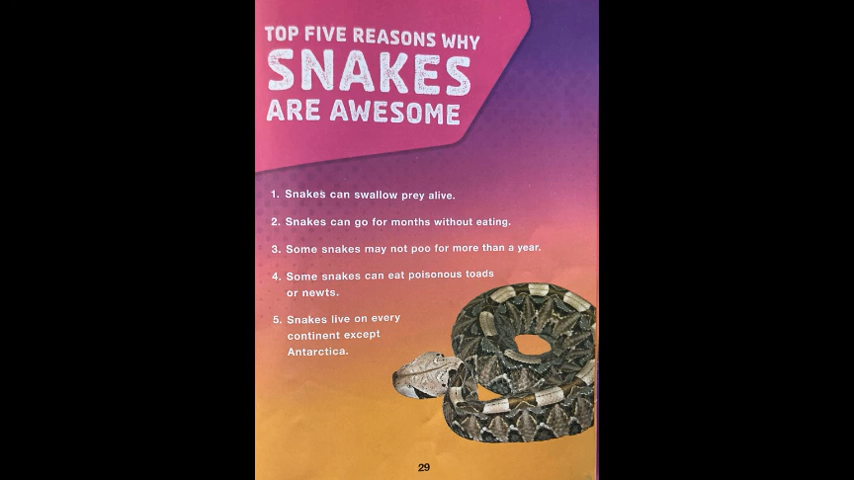 TOP FIVE REASONS WHY
SNAKES
ARE AWESOME
1. Snakes can swallow prey alive.
2. Snakes can go for months without eating.
3. Some snakes may not poo for more than a year.
4. Some snakes can eat poisonous toads
or newts.
5. Snakes live on every
continent except
Antarctica.
29